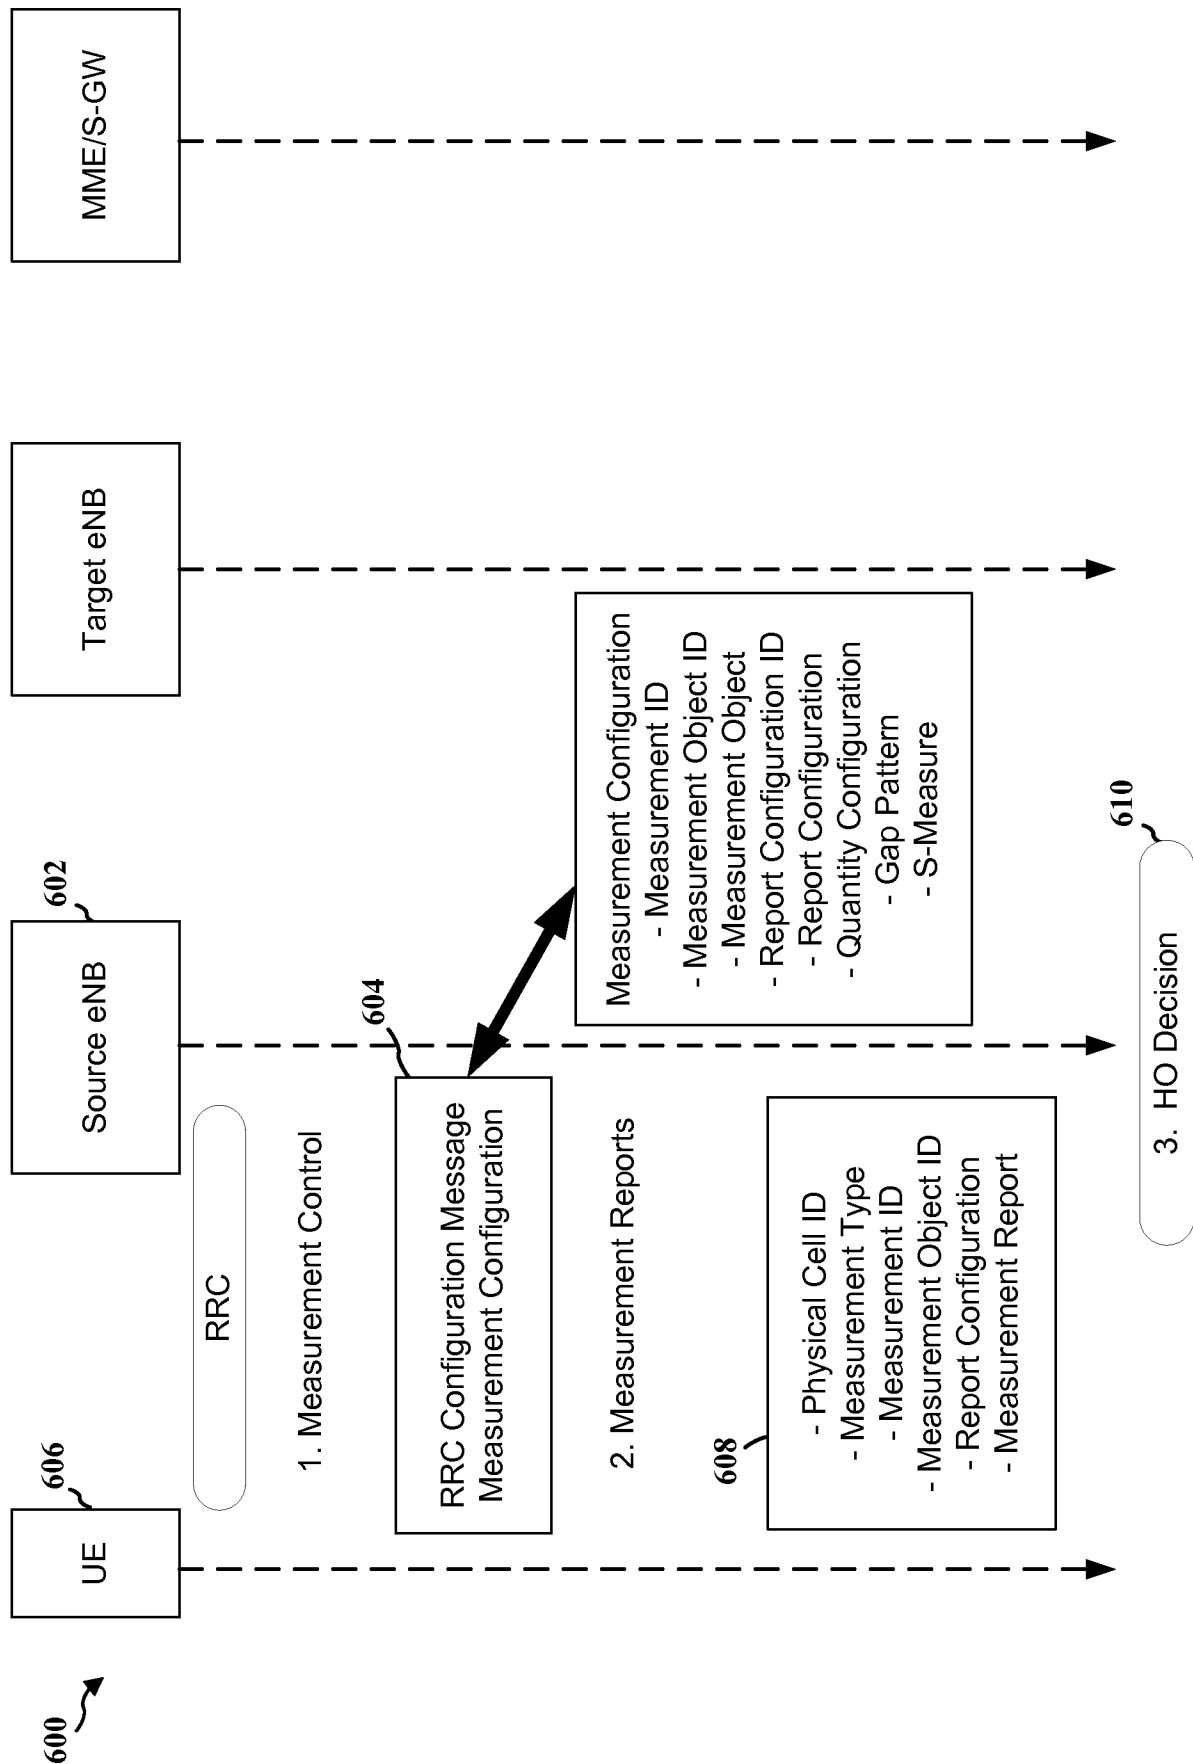 600
UE
606
Source eNB
602
Target eNB
MME/S-GW
RRC
1. Measurement Control
604
RRC Configuration Message
Measurement Configuration
Measurement Configuration
- Measurement ID
- Measurement Object ID
- Measurement Object
- Report Configuration ID
- Report Configuration
- Quantity Configuration
- Gap Pattern
- S-Measure
2. Measurement Reports
608
- Physical Cell ID
- Measurement Type
- Measurement ID
- Measurement Object ID
- Report Configuration
- Measurement Report
610
3. HO Decision